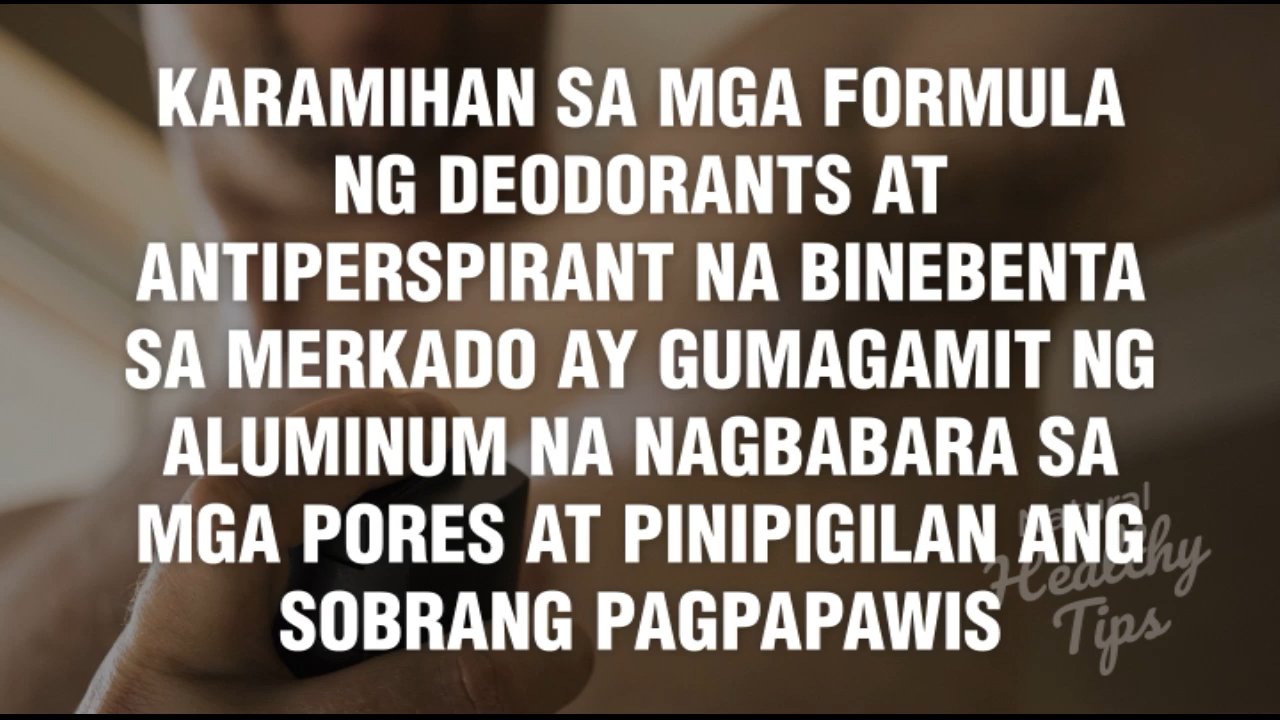 KARAMIHAN SA MGA FORMULA
NG DEODORANTS AT
ANTIPERSPIRANT NA BINEBENTA
SA MERKADO AY GUMAGAMIT NG
ALUMINUM NA NAGBABARA SA
MGA PORES AT PINIPIGILAN ANG
SOBRANG PAGPAPAWIS
Natural
Healthy
Tips